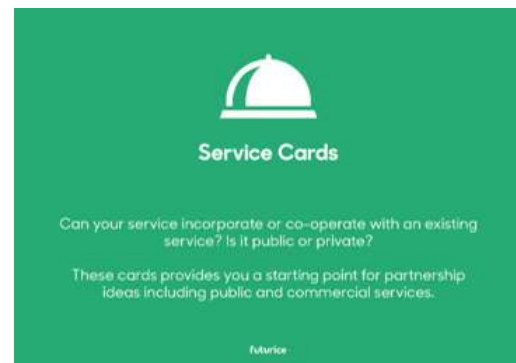 Service Cards
Can your service incorporate or co-operate with an existing
service? Is it public or private?
These cards provides you a starting point for partnership
ideas including public and commercial services.
futurice